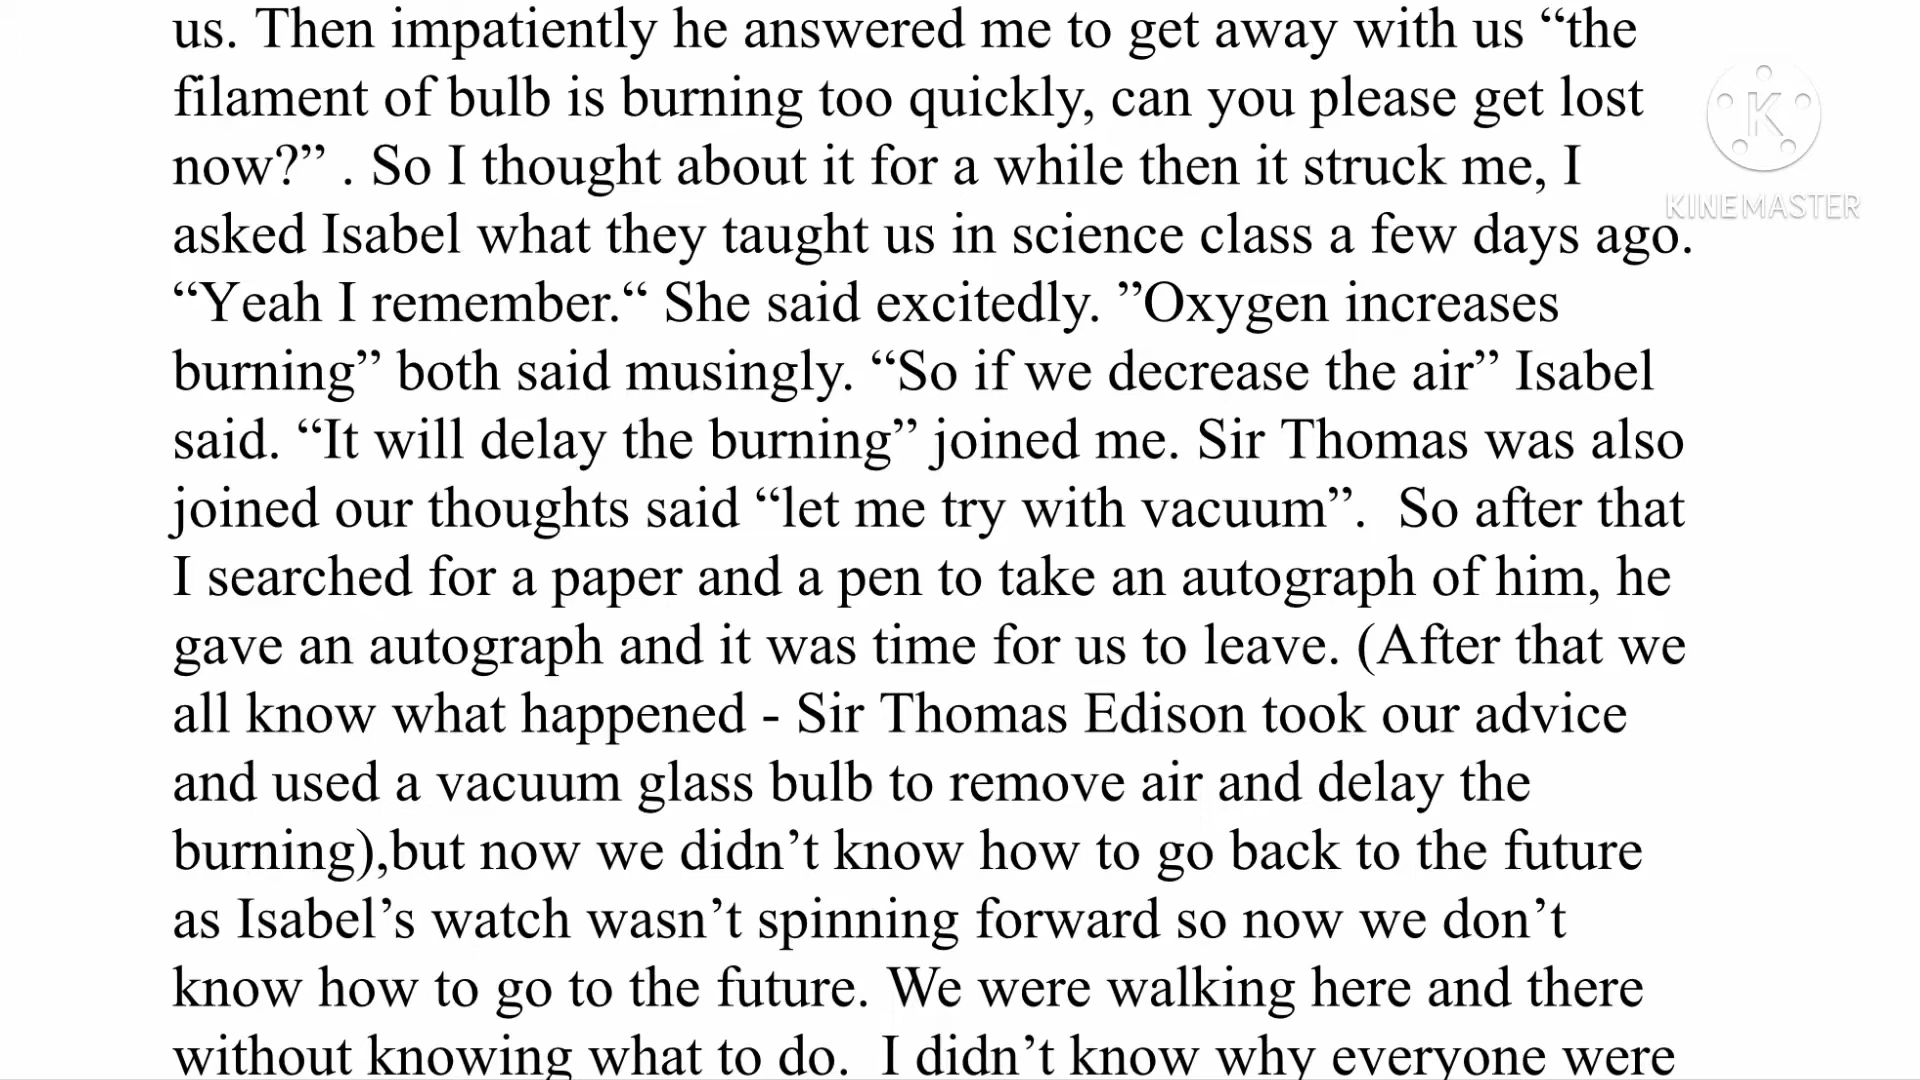 us. Then impatiently he answered me to get away with us “the
filament of bulb is burning too quickly, can you please get lost
now?” . So I thought about it for a while then it struck me, I
asked Isabel what they taught us in science class a few days ago.
“Yeah I remember.“ She said excitedly. ”Oxygen increases
burning” both said musingly. “So if we decrease the air” Isabel
said. “It will delay the burning” joined me. Sir Thomas was also
joined our thoughts said “let me try with vacuum”.  So after that
I searched for a paper and a pen to take an autograph of him, he
gave an autograph and it was time for us to leave. (After that we
all know what happened - Sir Thomas Edison took our advice
and used a vacuum glass bulb to remove air and delay the
burning),but now we didn’t know how to go back to the future
as Isabel’s watch wasn’t spinning forward so now we don’t
know how to go to the future. We were walking here and there
without knowing what to do.  I didn’t know why everyone were
K
KINEMASTER